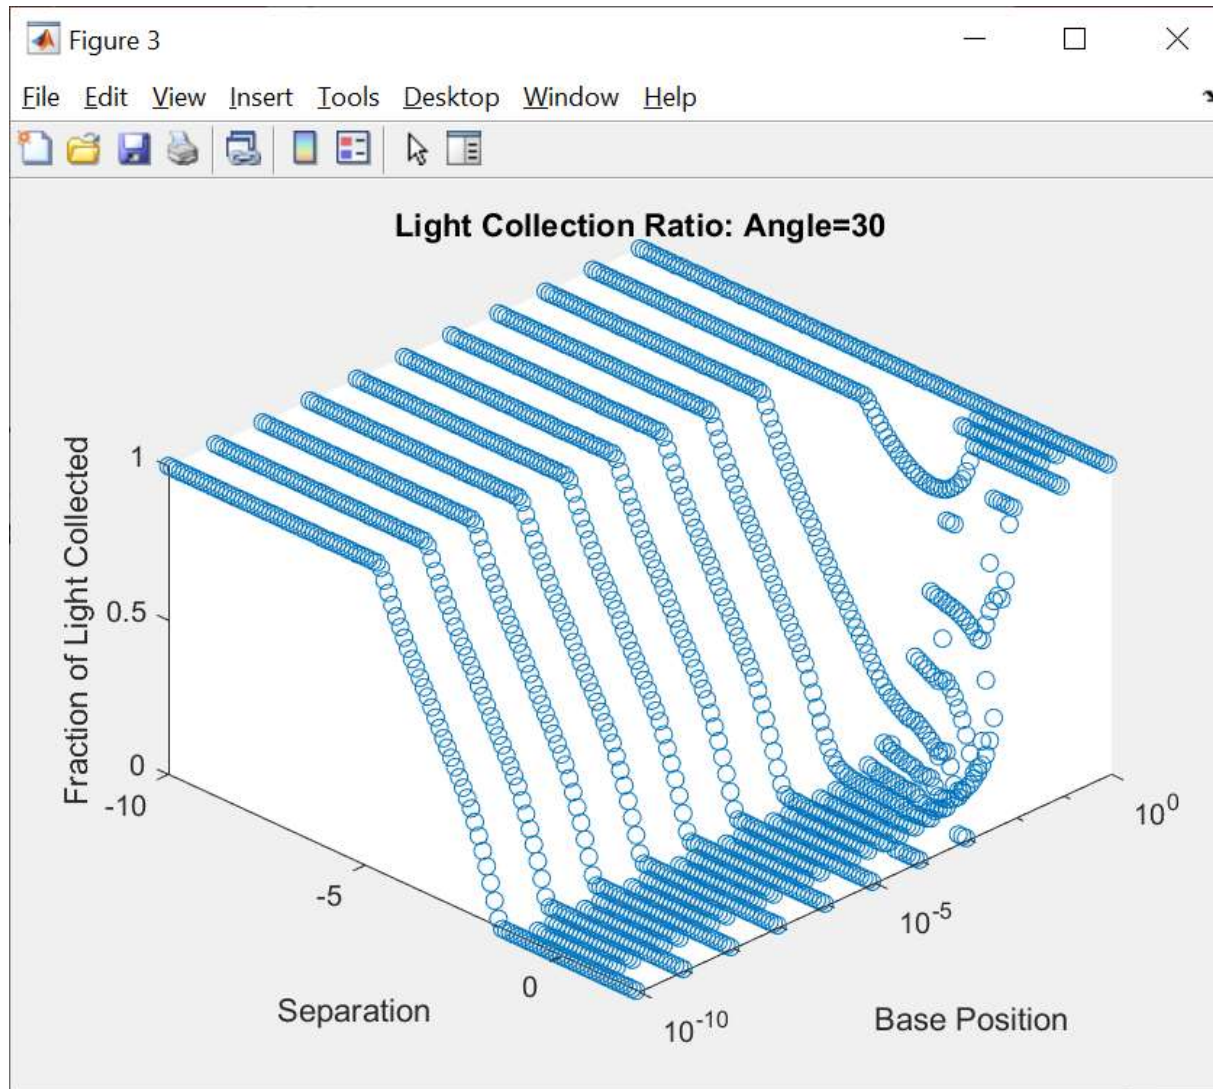 Figure 3
File Edit View Insert Tools Desktop Window Help
Light Collection Ratio: Angle=30
Fraction of Light Collected
1
0.5
0
-10
-5
0
Separation
10^-10
10^-5
10^0
Base Position